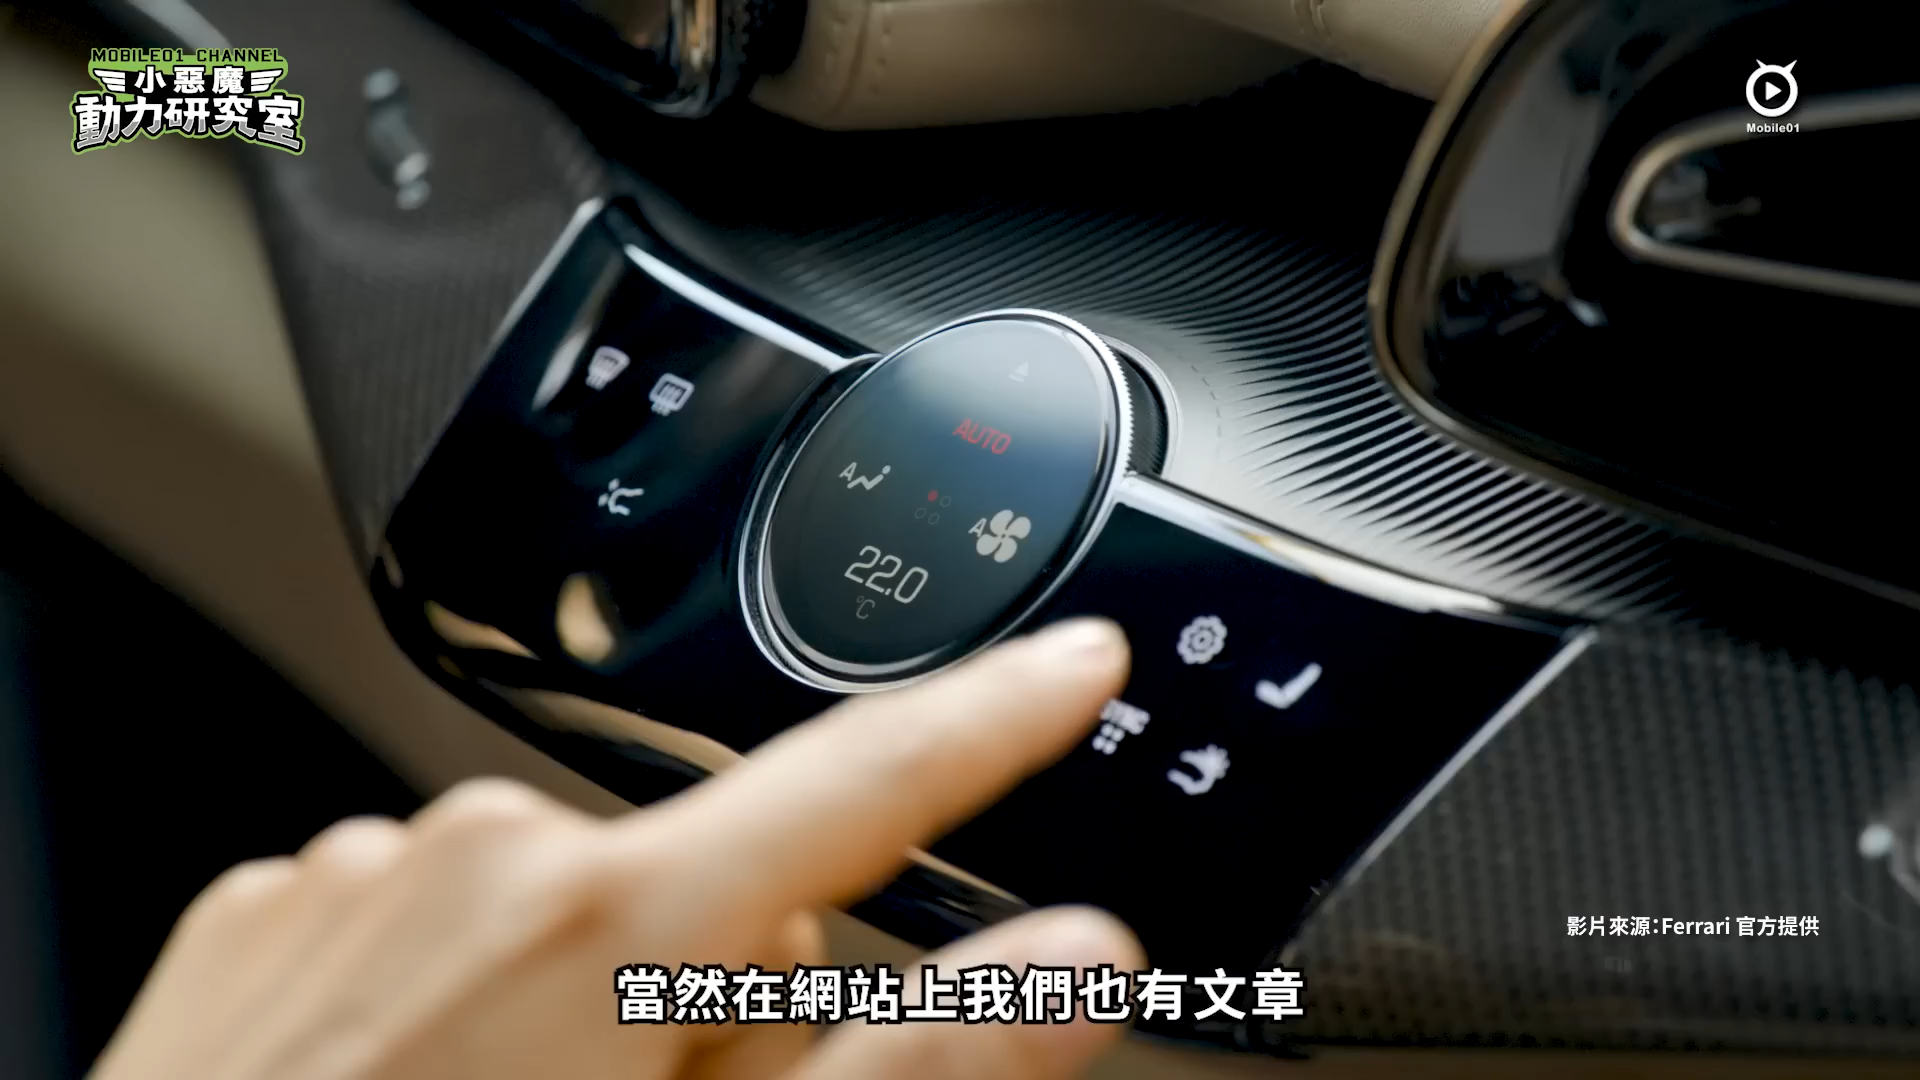 MOBILE01 CHANNEL
小惡魔
動力研究室
Mobile01
AUTO
A
A
22.0
°C
影片來源:Ferrari 官方提供
當然在網站上我們也有文章